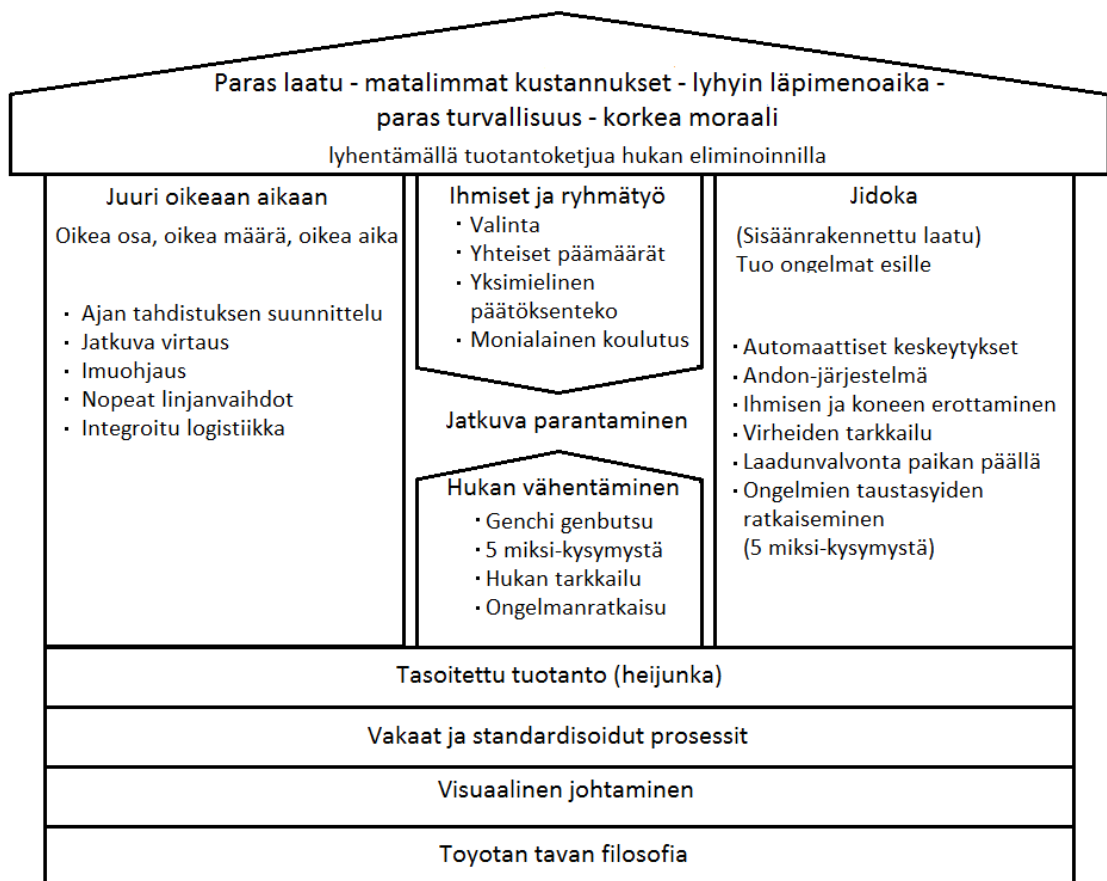 Paras laatu - matalimmat kustannukset - lyhyin läpimenoaika -
paras turvallisuus - korkea moraali
lyhentämällä tuotantoketjua hukan eliminoinnilla
Juuri oikeaan aikaan
Oikea osa, oikea määrä, oikea aika
· Ajan tahdistuksen suunnittelu
· Jatkuva virtaus
· Imuohjaus
· Nopeat linjanvaihdot
· Integroitu logistiikka
Ihmiset ja ryhmätyö
· Valinta
· Yhteiset päämäärät
· Yksimielinen
päätöksenteko
· Monialainen koulutus
Jatkuva parantaminen
Hukan vähentäminen
· Genchi genbutsu
· 5 miksi-kysymystä
· Hukan tarkkailu
· Ongelmanratkaisu
Jidoka
(Sisäänrakennettu laatu)
Tuo ongelmat esille
· Automaattiset keskeytykset
· Andon-järjestelmä
· Ihmisen ja koneen erottaminen
· Virheiden tarkkailu
· Laadunvalvonta paikan päällä
· Ongelmien taustasyiden
ratkaiseminen
(5 miksi-kysymystä)
Tasoitettu tuotanto (heijunka)
Vakaat ja standardisoidut prosessit
Visuaalinen johtaminen
Toyotan tavan filosofia